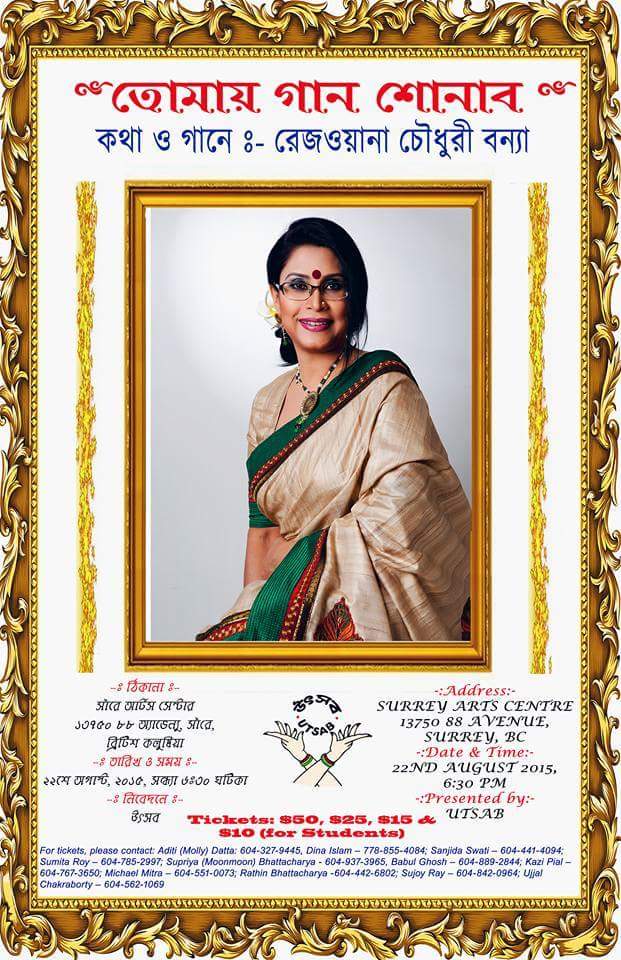 তোমায় গান শোনাব
কথা ও গানে ঃ- রেজওয়ানা চৌধুরী বন্যা
-ঃ ঠিকানা ঃ-
সারে আর্টস সেন্টার
১৩৭৫০ ৮৮ অ্যাভেন্যু, সারে,
ব্রিটিশ কলম্বিয়া
-ঃ তারিখ ও সময় ঃ-
২২শে অগাস্ট, ২০১৫, সন্ধ্যা ৬ঃ৩০ ঘটিকা
-ঃ নিবেদনে ঃ-
উৎসব
উৎসব
UTSAB
-:Address:-
SURREY ARTS CENTRE
13750 88 AVENUE,
SURREY, BC
-:Date & Time:-
22ND AUGUST 2015,
6:30 PM
-:Presented by:-
UTSAB
Tickets: $50, $25, $15 &
$10 (for Students)
For tickets, please contact: Aditi (Molly) Datta: 604-327-9445, Dina Islam – 778-855-4084; Sanjida Swati – 604-441-4094;
Sumita Roy – 604-785-2997; Supriya (Moonmoon) Bhattacharya - 604-937-3965, Babul Ghosh – 604-889-2844; Kazi Pial –
604-767-3650; Michael Mitra – 604-551-0073; Rathin Bhattacharya -604-442-6802; Sujoy Ray – 604-842-0964; Ujjal
Chakraborty – 604-562-1069